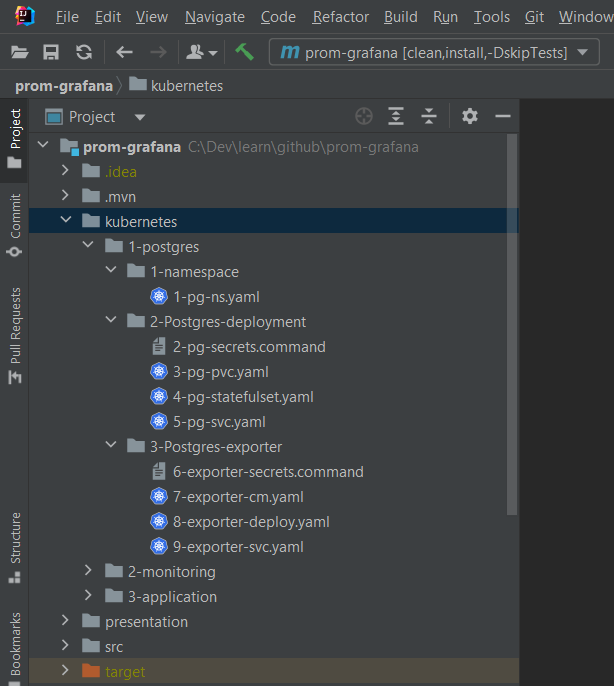 File Edit View Navigate Code Refactor Build Run Tools Git Window
prom-grafana [clean,install,-DskipTests]
prom-grafana kubernetes
Project
Project
prom-grafana C:\Dev\learn\github\prom-grafana
.idea
.mvn
kubernetes
1-postgres
1-namespace
1-pg-ns.yaml
2-Postgres-deployment
2-pg-secrets.command
3-pg-pvc.yaml
4-pg-statefulset.yaml
5-pg-svc.yaml
3-Postgres-exporter
6-exporter-secrets.command
7-exporter-cm.yaml
8-exporter-deploy.yaml
9-exporter-svc.yaml
2-monitoring
3-application
presentation
src
target
Commit
Pull Requests
Structure
Bookmarks